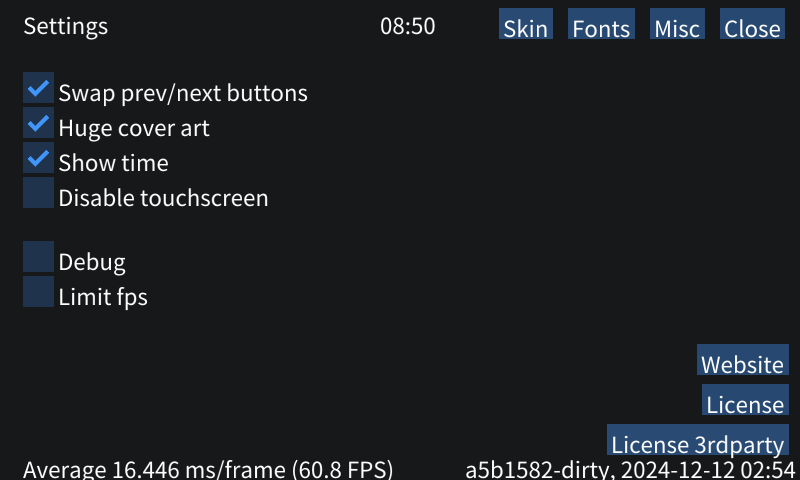 Settings 08:50 Skin Fonts Misc Close
Swap prev/next buttons
Huge cover art
Show time
Disable touchscreen
Debug
Limit fps
Website
License
License 3rdparty
Average 16.446 ms/frame (60.8 FPS) a5b1582-dirty, 2024-12-12 02:54